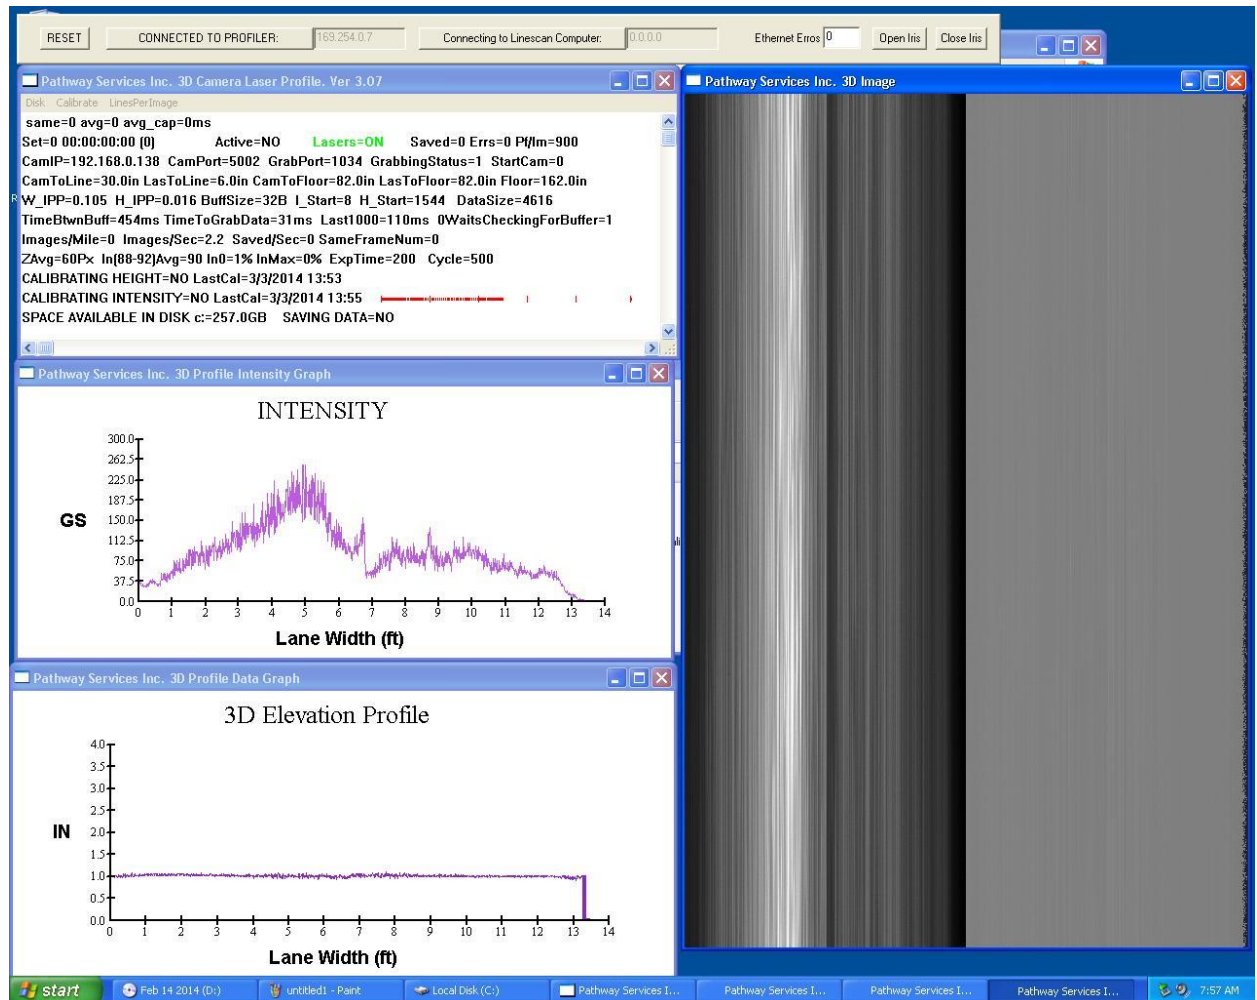 RESET CONNECTED TO PROFILER: 169.254.0.7 Connecting to Linescan Computer: 0.0.0.0 Ethernet Erros 0 Open Iris Close Iris
Pathway Services Inc. 3D Camera Laser Profile. Ver 3.07
Disk Calibrate LinesPerImage
same=0 avg=0 avg_cap=0ms
Set=0 00:00:00:00 (0) Active=NO Lasers=ON Saved=0 Errs=0 Pf/Im=900
CamIP=192.168.0.138 CamPort=5002 GrabPort=1034 GrabbingStatus=1 StartCam=0
CamToLine=30.0in LasToLine=6.0in CamToFloor=82.0in LasToFloor=82.0in Floor=162.0in
W_IPP=0.105 H_IPP=0.016 BuffSize=32B I_Start=8 H_Start=1544 DataSize=4616
TimeBtwnBuff=454ms TimeToGrabData=31ms Last1000=110ms 0WaitsCheckingForBuffer=1
Images/Mile=0 Images/Sec=2.2 Saved/Sec=0 SameFrameNum=0
ZAvg=60Px In(88-92)Avg=90 In0=1% InMax=0% ExpTime=200 Cycle=500
CALIBRATING HEIGHT=NO LastCal=3/3/2014 13:53
CALIBRATING INTENSITY=NO LastCal=3/3/2014 13:55
SPACE AVAILABLE IN DISK c:=257.0GB SAVING DATA=NO
Pathway Services Inc. 3D Profile Intensity Graph
INTENSITY
300.0
262.5
225.0
187.5
GS 150.0
112.5
75.0
37.5
0.0
0 1 2 3 4 5 6 7 8 9 10 11 12 13 14
Lane Width (ft)
Pathway Services Inc. 3D Profile Data Graph
3D Elevation Profile
4.0
3.5
3.0
2.5
IN 2.0
1.5
1.0
0.5
0.0
0 1 2 3 4 5 6 7 8 9 10 11 12 13 14
Lane Width (ft)
Pathway Services Inc. 3D Image
start Feb 14 2014 (D:) untitled1 - Paint Local Disk (C:) Pathway Services I... Pathway Services I... Pathway Services I... Pathway Services I... 7:57 AM